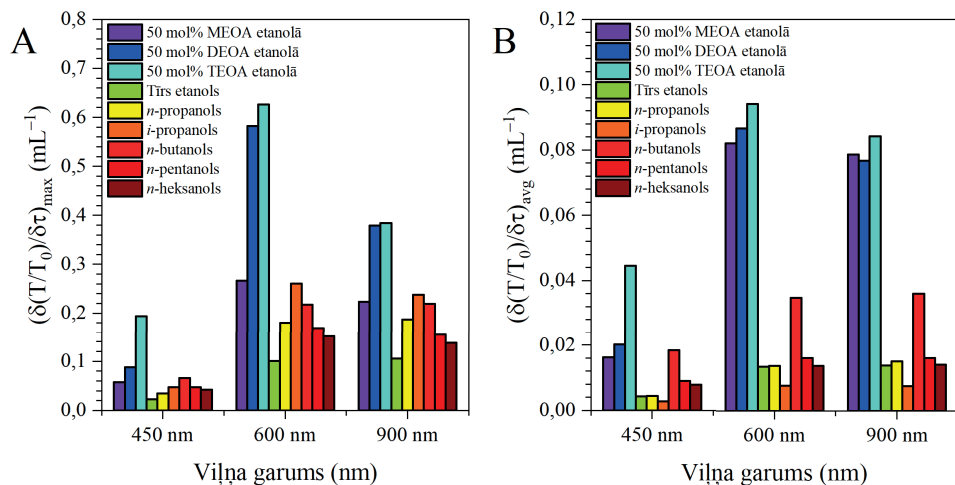 A
0,8
0,7
0,6
0,5
0,4
0,3
0,2
0,1
0,0
(δ(T/T₀)/δτ)max (mL⁻¹)
50 mol% MEOA etanolā
50 mol% DEOA etanolā
50 mol% TEOA etanolā
Tīrs etanols
n-propanols
i-propanols
n-butanols
n-pentanols
n-heksanols
450 nm 600 nm 900 nm
Viļņa garums (nm)
B
0,12
0,10
0,08
0,06
0,04
0,02
0,00
(δ(T/T₀)/δτ)avg (mL⁻¹)
50 mol% MEOA etanolā
50 mol% DEOA etanolā
50 mol% TEOA etanolā
Tīrs etanols
n-propanols
i-propanols
n-butanols
n-pentanols
n-heksanols
450 nm 600 nm 900 nm
Viļņa garums (nm)